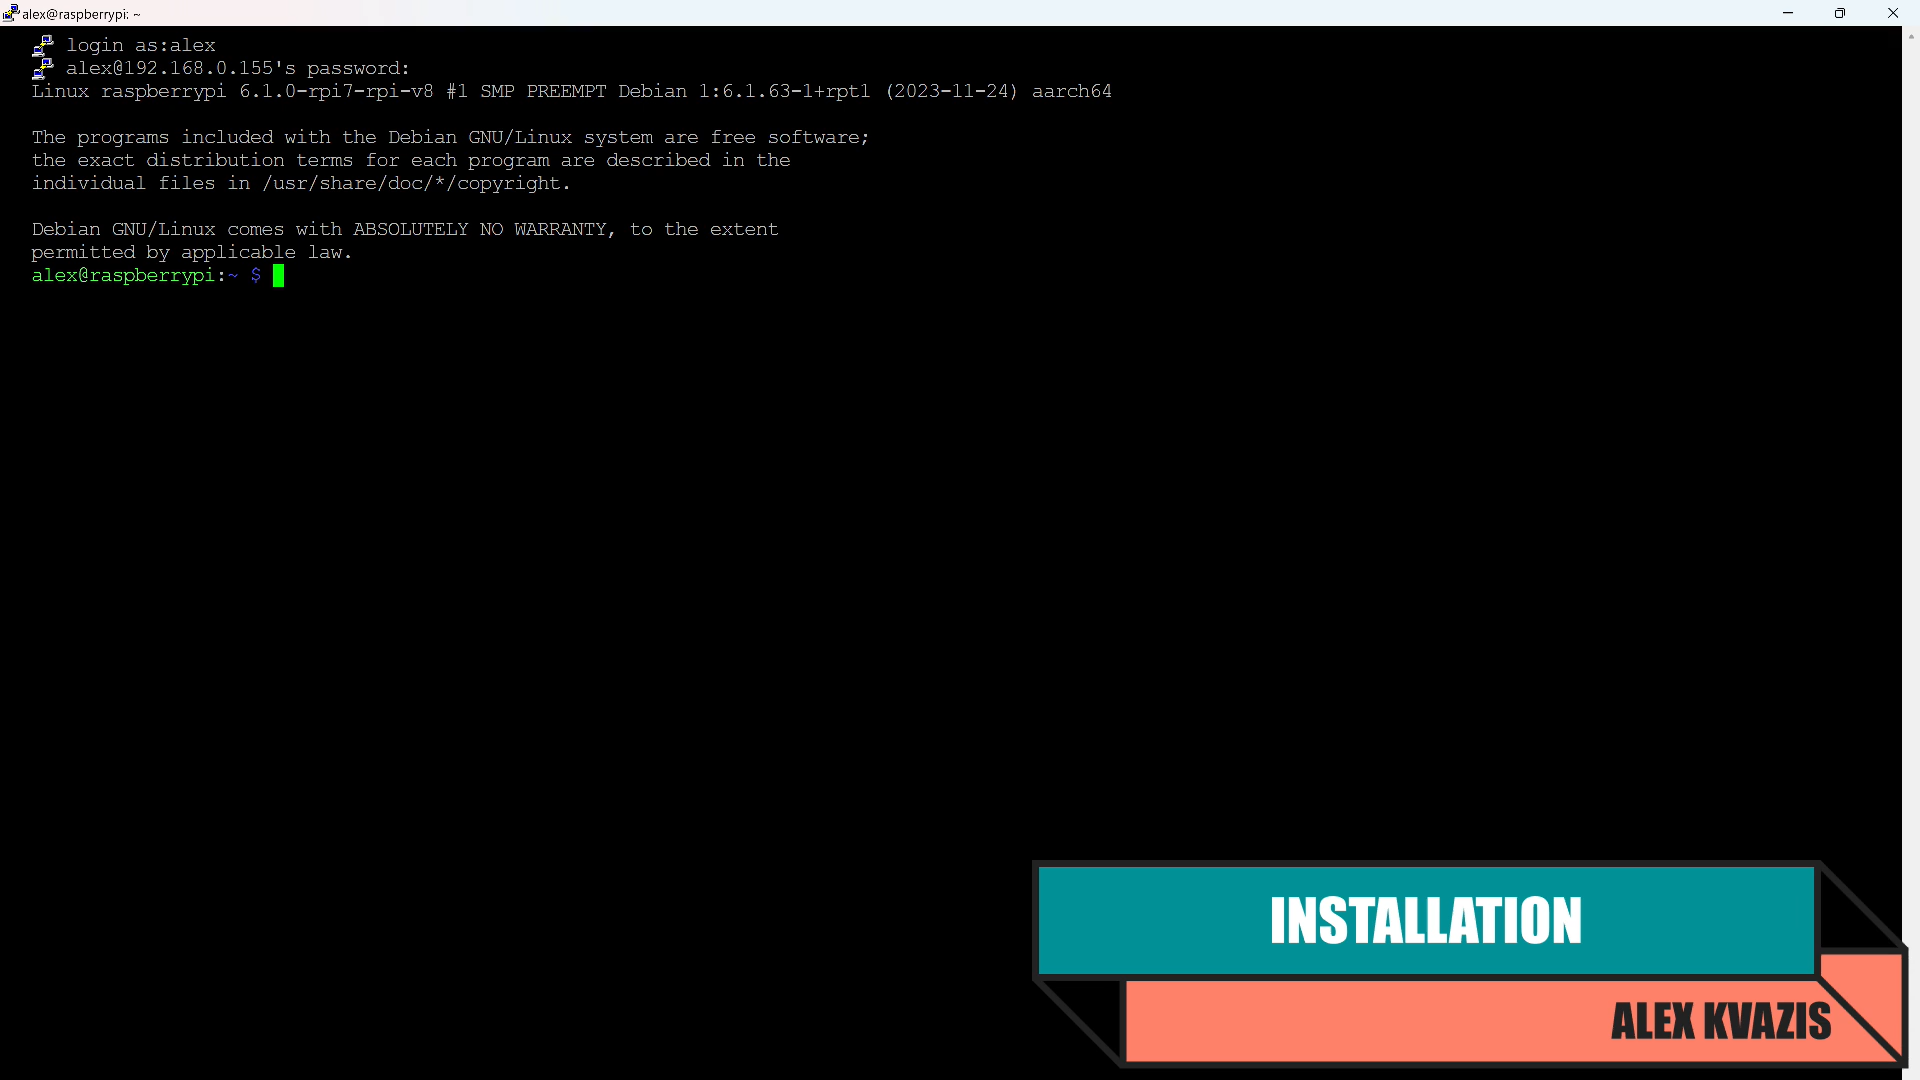 alex@raspberrypi: ~
login as:alex
alex@192.168.0.155's password:
Linux raspberrypi 6.1.0-rpi7-rpi-v8 #1 SMP PREEMPT Debian 1:6.1.63-1+rpt1 (2023-11-24) aarch64
The programs included with the Debian GNU/Linux system are free software;
the exact distribution terms for each program are described in the
individual files in /usr/share/doc/*/copyright.
Debian GNU/Linux comes with ABSOLUTELY NO WARRANTY, to the extent
permitted by applicable law.
alex@raspberrypi:~ $
INSTALLATION
ALEX KVAZIS